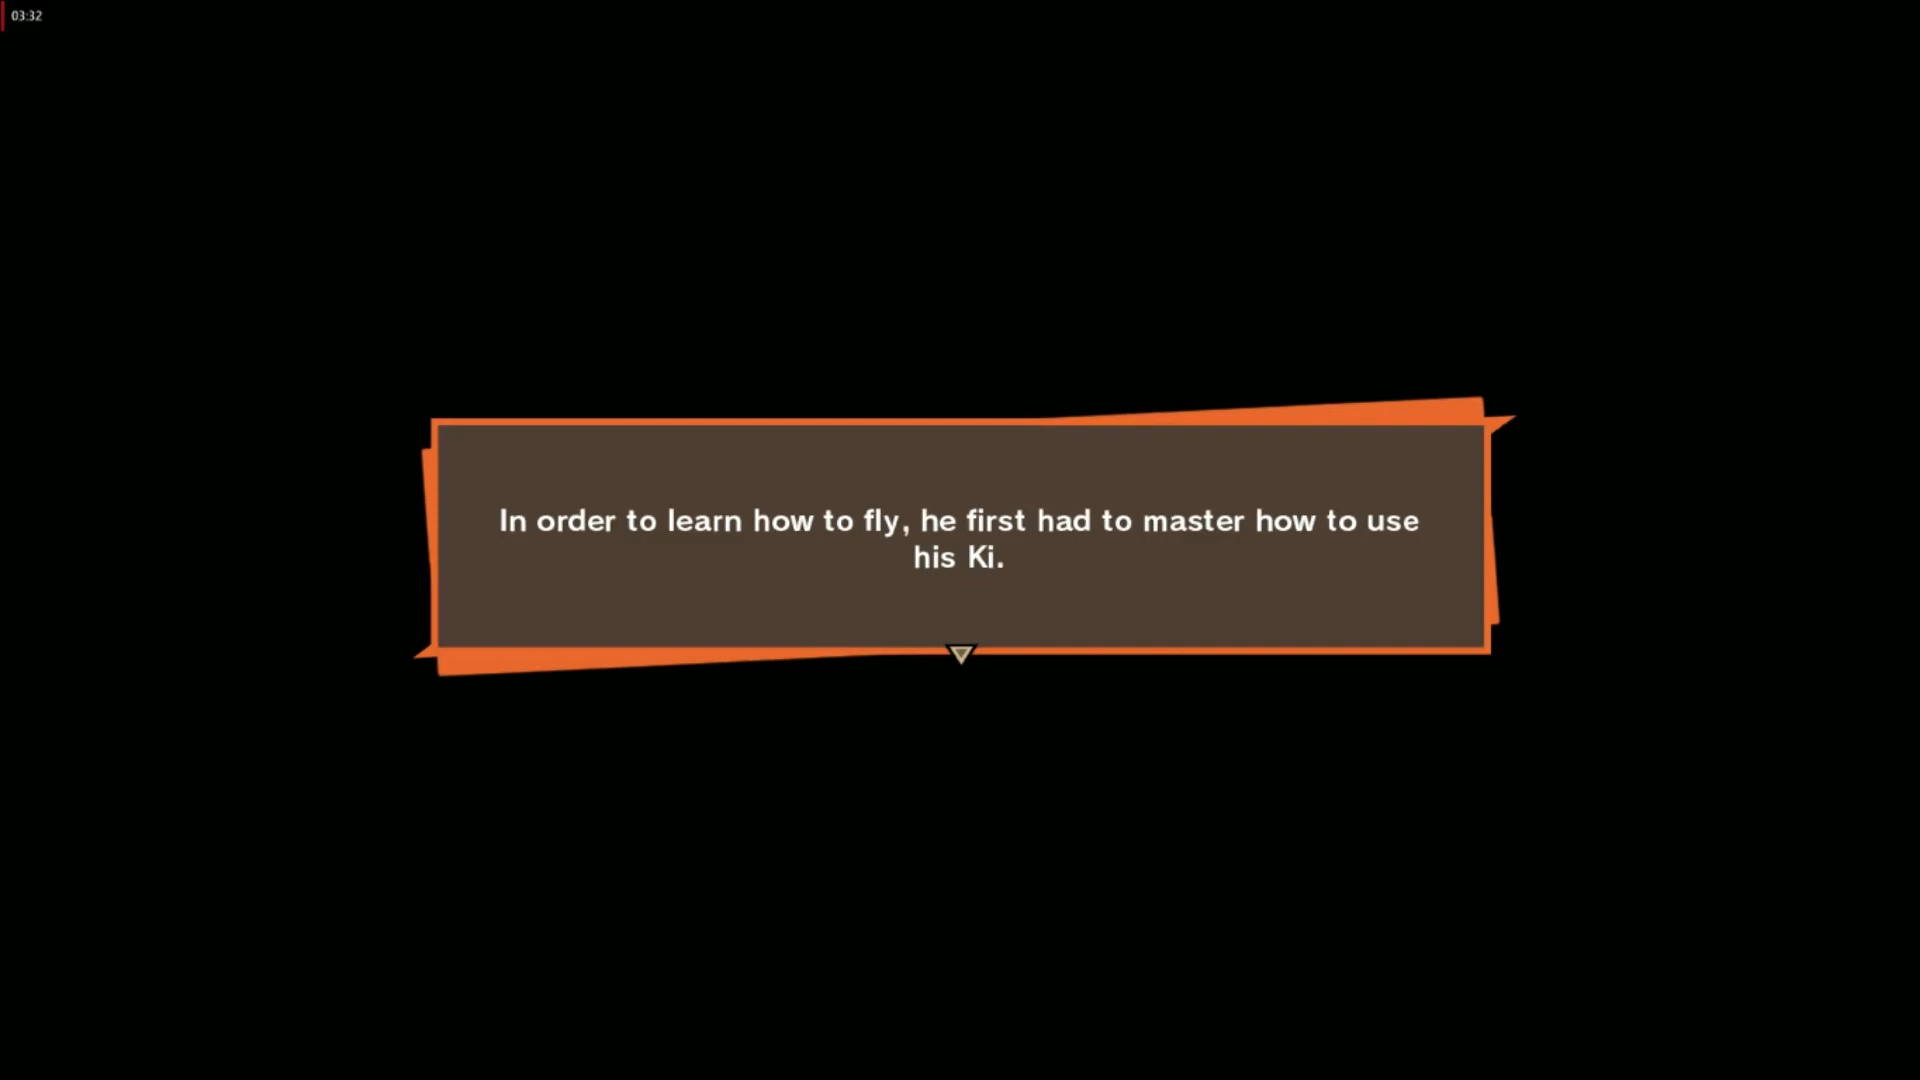 03:32
In order to learn how to fly, he first had to master how to use
his Ki.